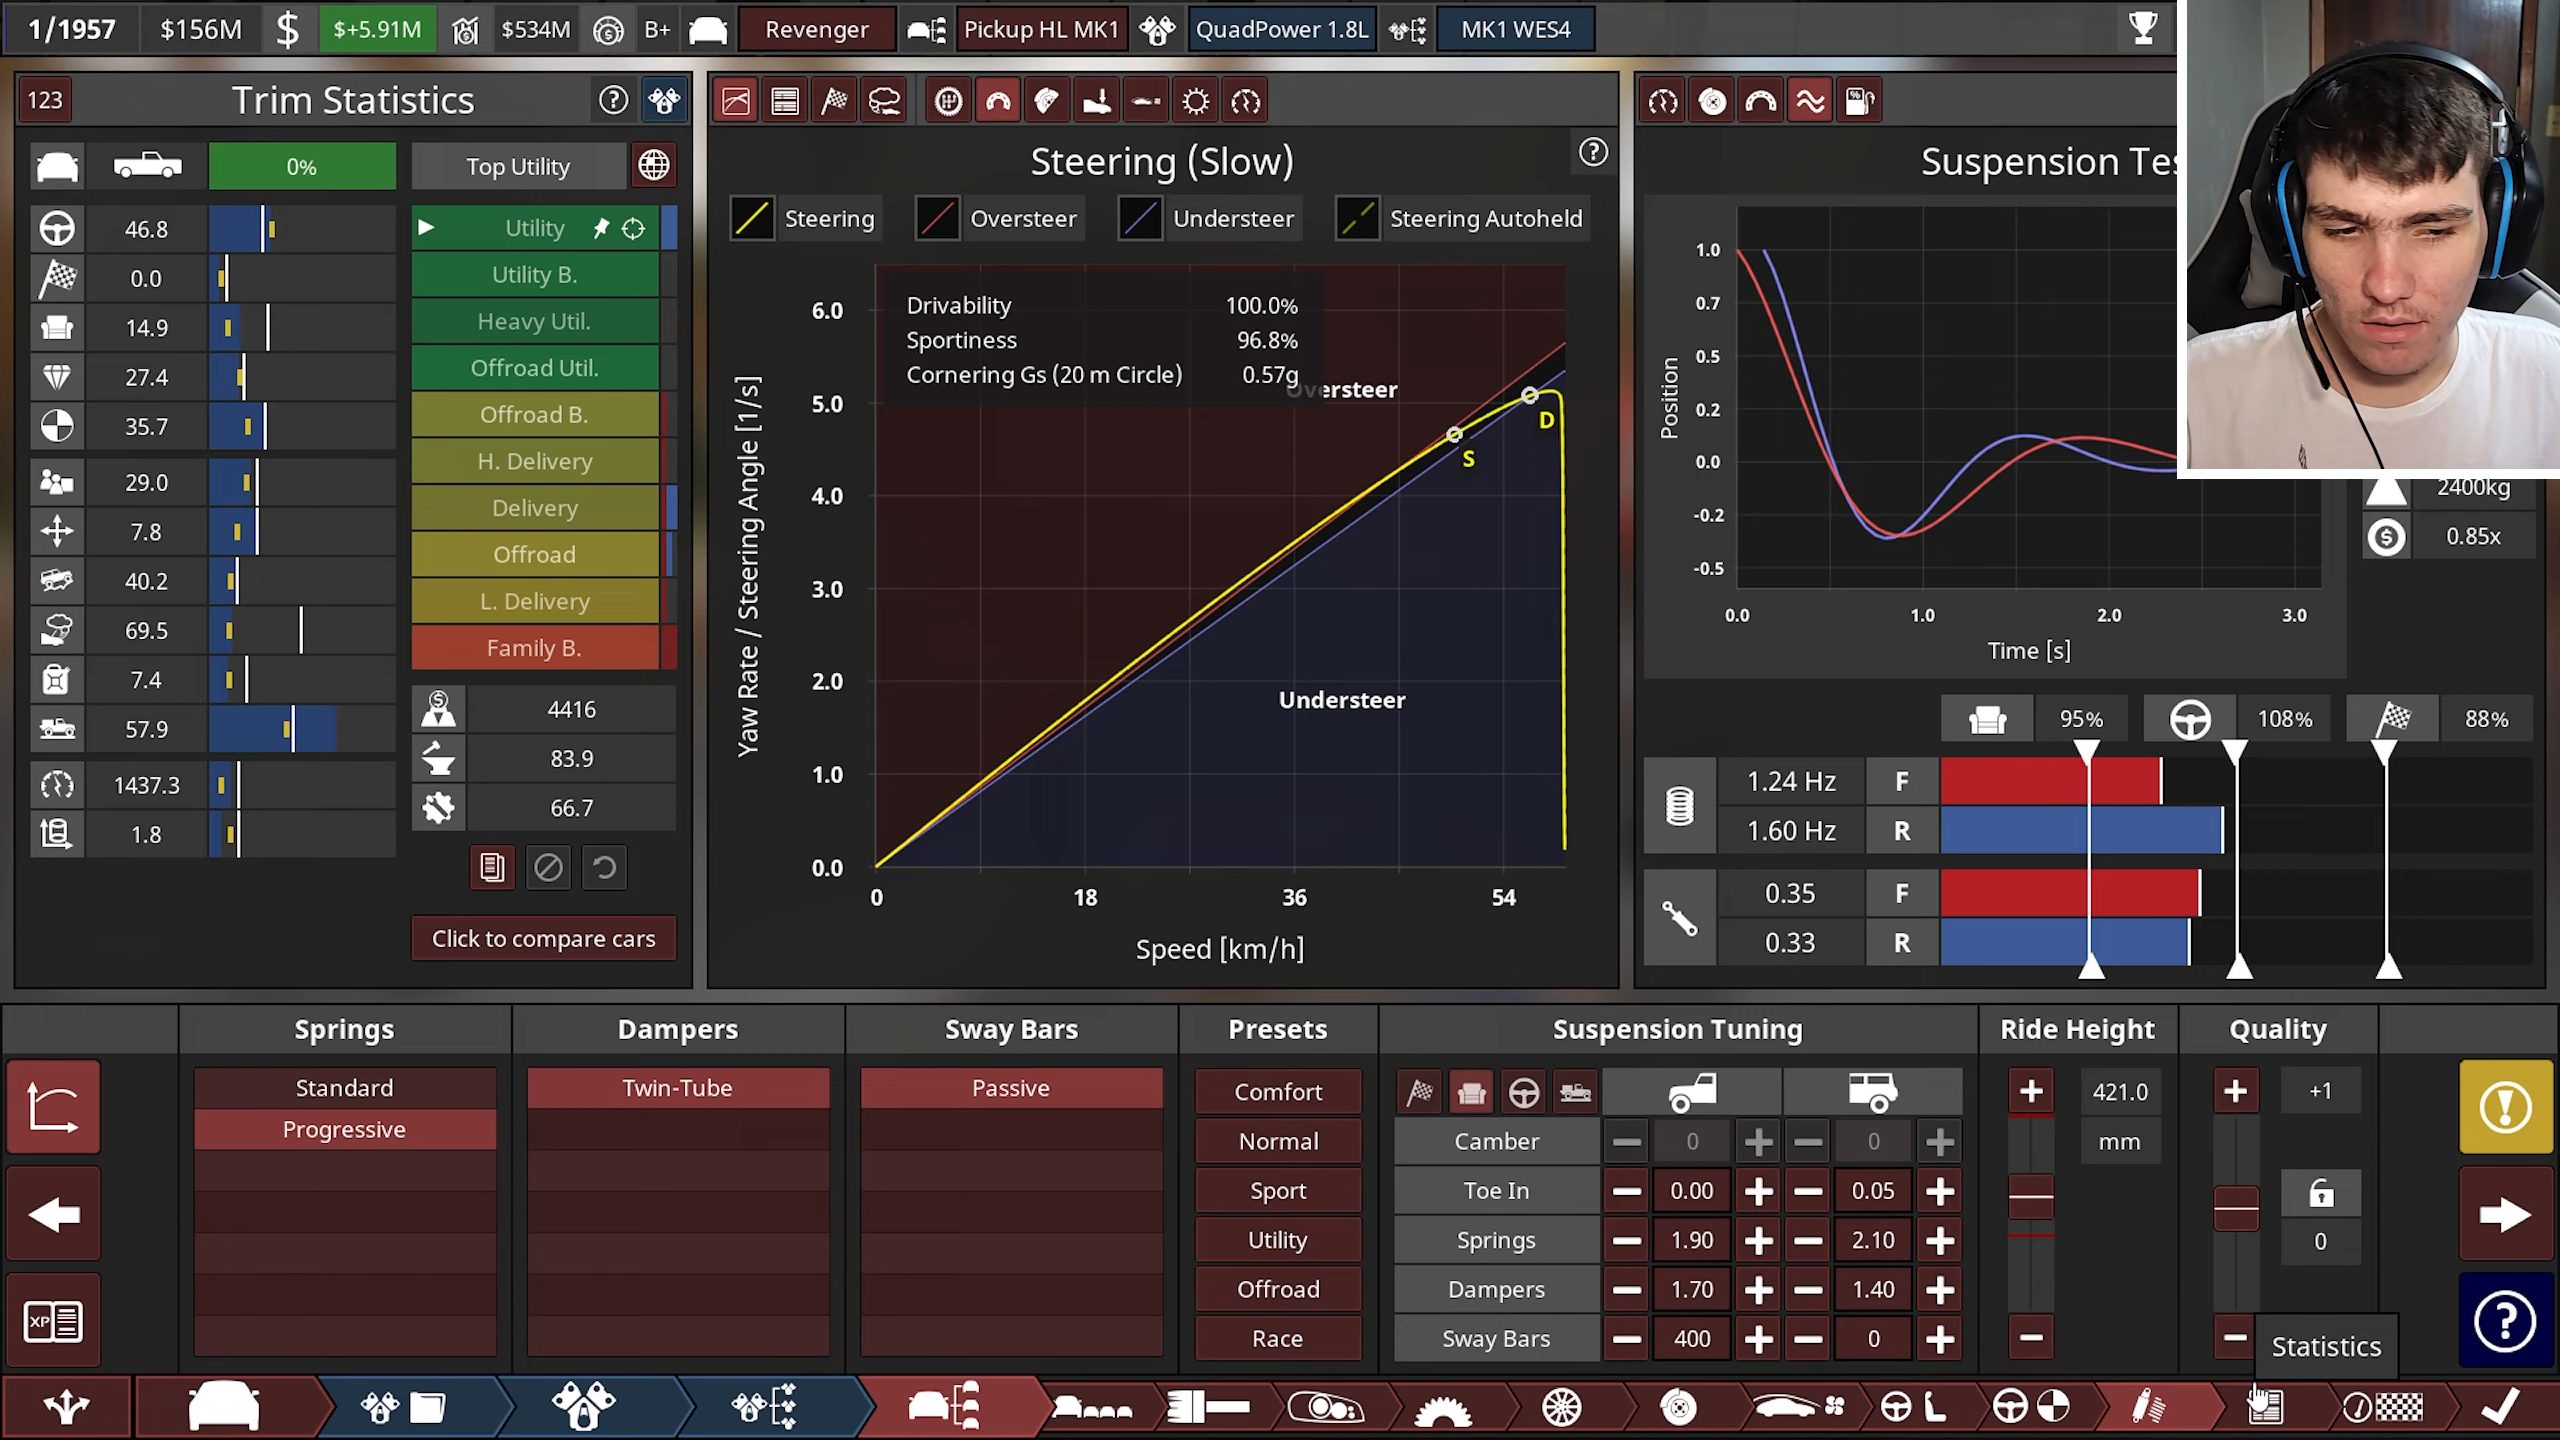 1/1957 $156M $ $+5.91M $534M B+ Revenger Pickup HL MK1 QuadPower 1.8L MK1 WES4
123 Trim Statistics ?
0% Top Utility
46.8
0.0
14.9
27.4
35.7
29.0
7.8
40.2
69.5
7.4
57.9
1437.3
1.8
Utility
Utility B.
Heavy Util.
Offroad Util.
Offroad B.
H. Delivery
Delivery
Offroad
L. Delivery
Family B.
4416
83.9
66.7
Click to compare cars
Steering (Slow) ?
Steering Oversteer Understeer Steering Autoheld
Drivability 100.0%
Sportiness 96.8%
Cornering Gs (20 m Circle) 0.57g
Oversteer
Understeer
S
D
Yaw Rate / Steering Angle [1/s]
6.0
5.0
4.0
3.0
2.0
1.0
0.0
0 18 36 54
Speed [km/h]
%
Suspension Tes
Position
1.0
0.7
0.5
0.2
0.0
-0.2
-0.5
0.0 1.0 2.0 3.0
Time [s]
2400kg
$ 0.85x
95% 108% 88%
1.24 Hz F
1.60 Hz R
0.35 F
0.33 R
Springs
Standard
Progressive
Dampers
Twin-Tube
Sway Bars
Passive
Presets
Comfort
Normal
Sport
Utility
Offroad
Race
Suspension Tuning
Camber − 0 + − 0 +
Toe In − 0.00 + − 0.05 +
Springs − 1.90 + − 2.10 +
Dampers − 1.70 + − 1.40 +
Sway Bars − 400 + − 0 +
Ride Height
+ 421.0
mm
−
Quality
+ +1
0
−
Statistics
XP
!
?